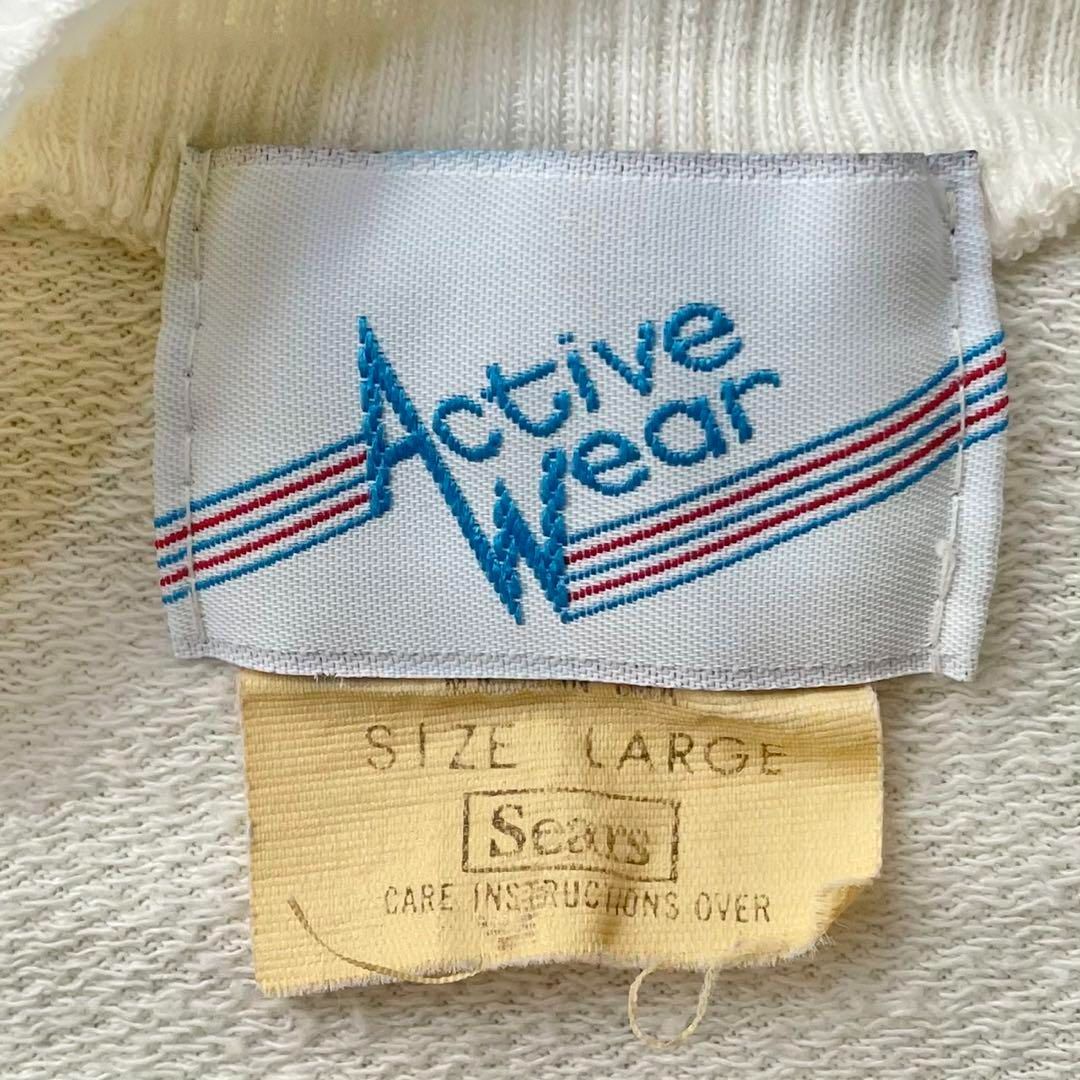 Active
Wear
SIZE LARGE
Sears
CARE INSTRUCTIONS OVER